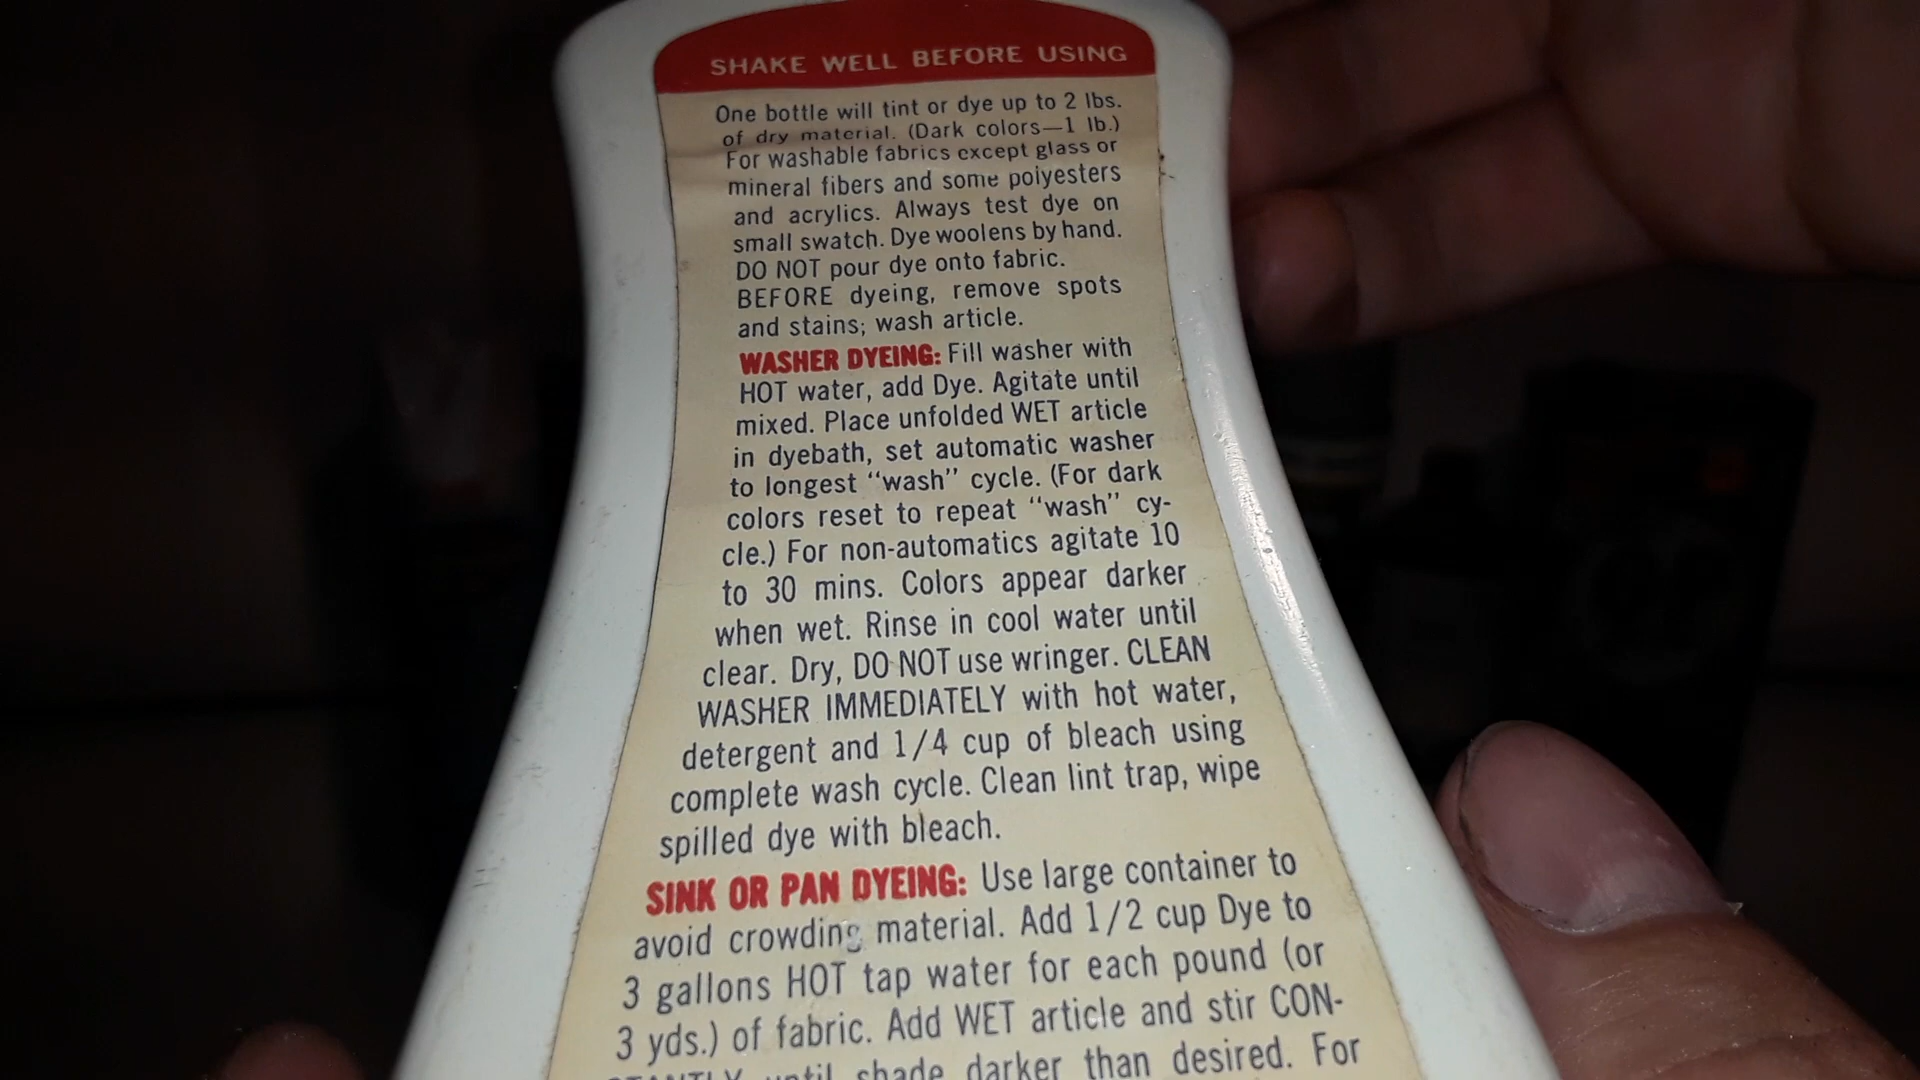 SHAKE WELL BEFORE USING
One bottle will tint or dye up to 2 lbs.
of dry material. (Dark colors—1 lb.)
For washable fabrics except glass or
mineral fibers and some polyesters
and acrylics. Always test dye on
small swatch. Dye woolens by hand.
DO NOT pour dye onto fabric.
BEFORE dyeing, remove spots
and stains; wash article.
WASHER DYEING: Fill washer with
HOT water, add Dye. Agitate until
mixed. Place unfolded WET article
in dyebath, set automatic washer
to longest “wash” cycle. (For dark
colors reset to repeat “wash” cy-
cle.) For non-automatics agitate 10
to 30 mins. Colors appear darker
when wet. Rinse in cool water until
clear. Dry, DO NOT use wringer. CLEAN
WASHER IMMEDIATELY with hot water,
detergent and 1/4 cup of bleach using
complete wash cycle. Clean lint trap, wipe
spilled dye with bleach.
SINK OR PAN DYEING: Use large container to
avoid crowding material. Add 1/2 cup Dye to
3 gallons HOT tap water for each pound (or
3 yds.) of fabric. Add WET article and stir CON-
STANTLY until shade darker than desired. For